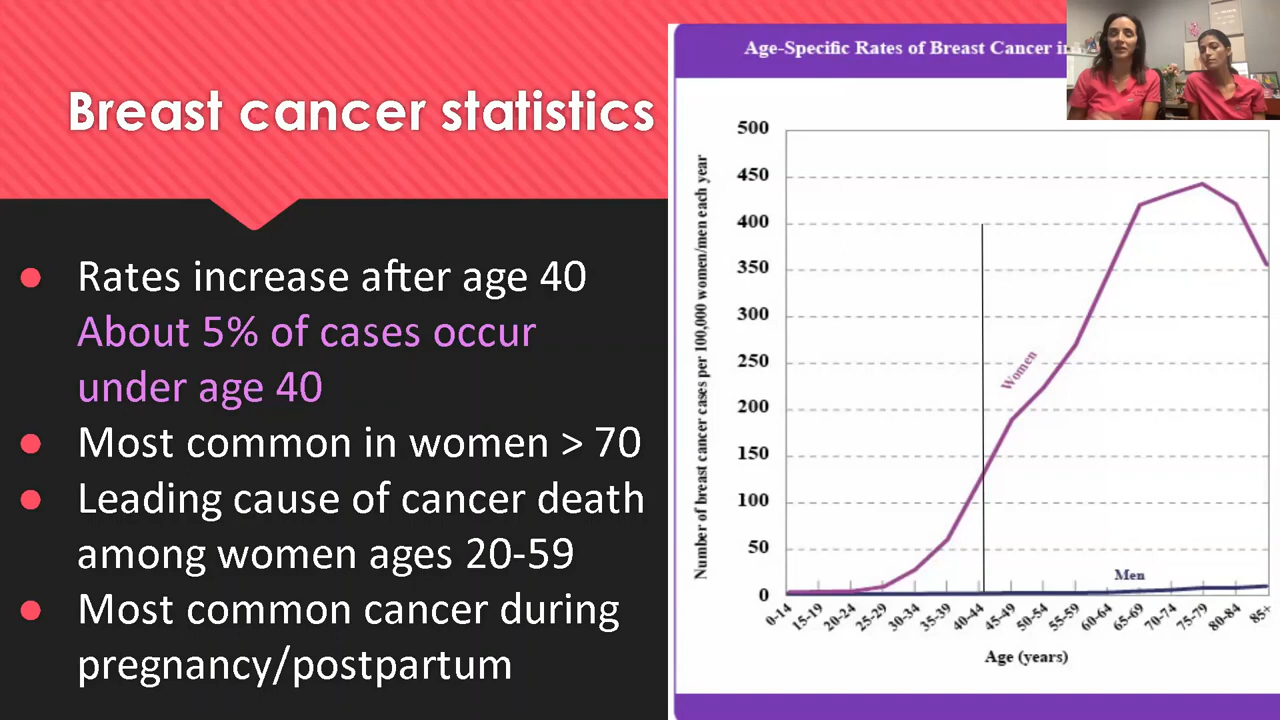 Breast cancer statistics
● Rates increase after age 40
About 5% of cases occur
under age 40
● Most common in women > 70
● Leading cause of cancer death
among women ages 20-59
● Most common cancer during
pregnancy/postpartum
Age-Specific Rates of Breast Cancer
Number of breast cancer cases per 100,000 women/men each year
500
450
400
350
300
250
200
150
100
50
0
Women
Men
0-14
15-19
20-24
25-29
30-34
35-39
40-44
45-49
50-54
55-59
60-64
65-69
70-74
75-79
80-84
85+
Age (years)